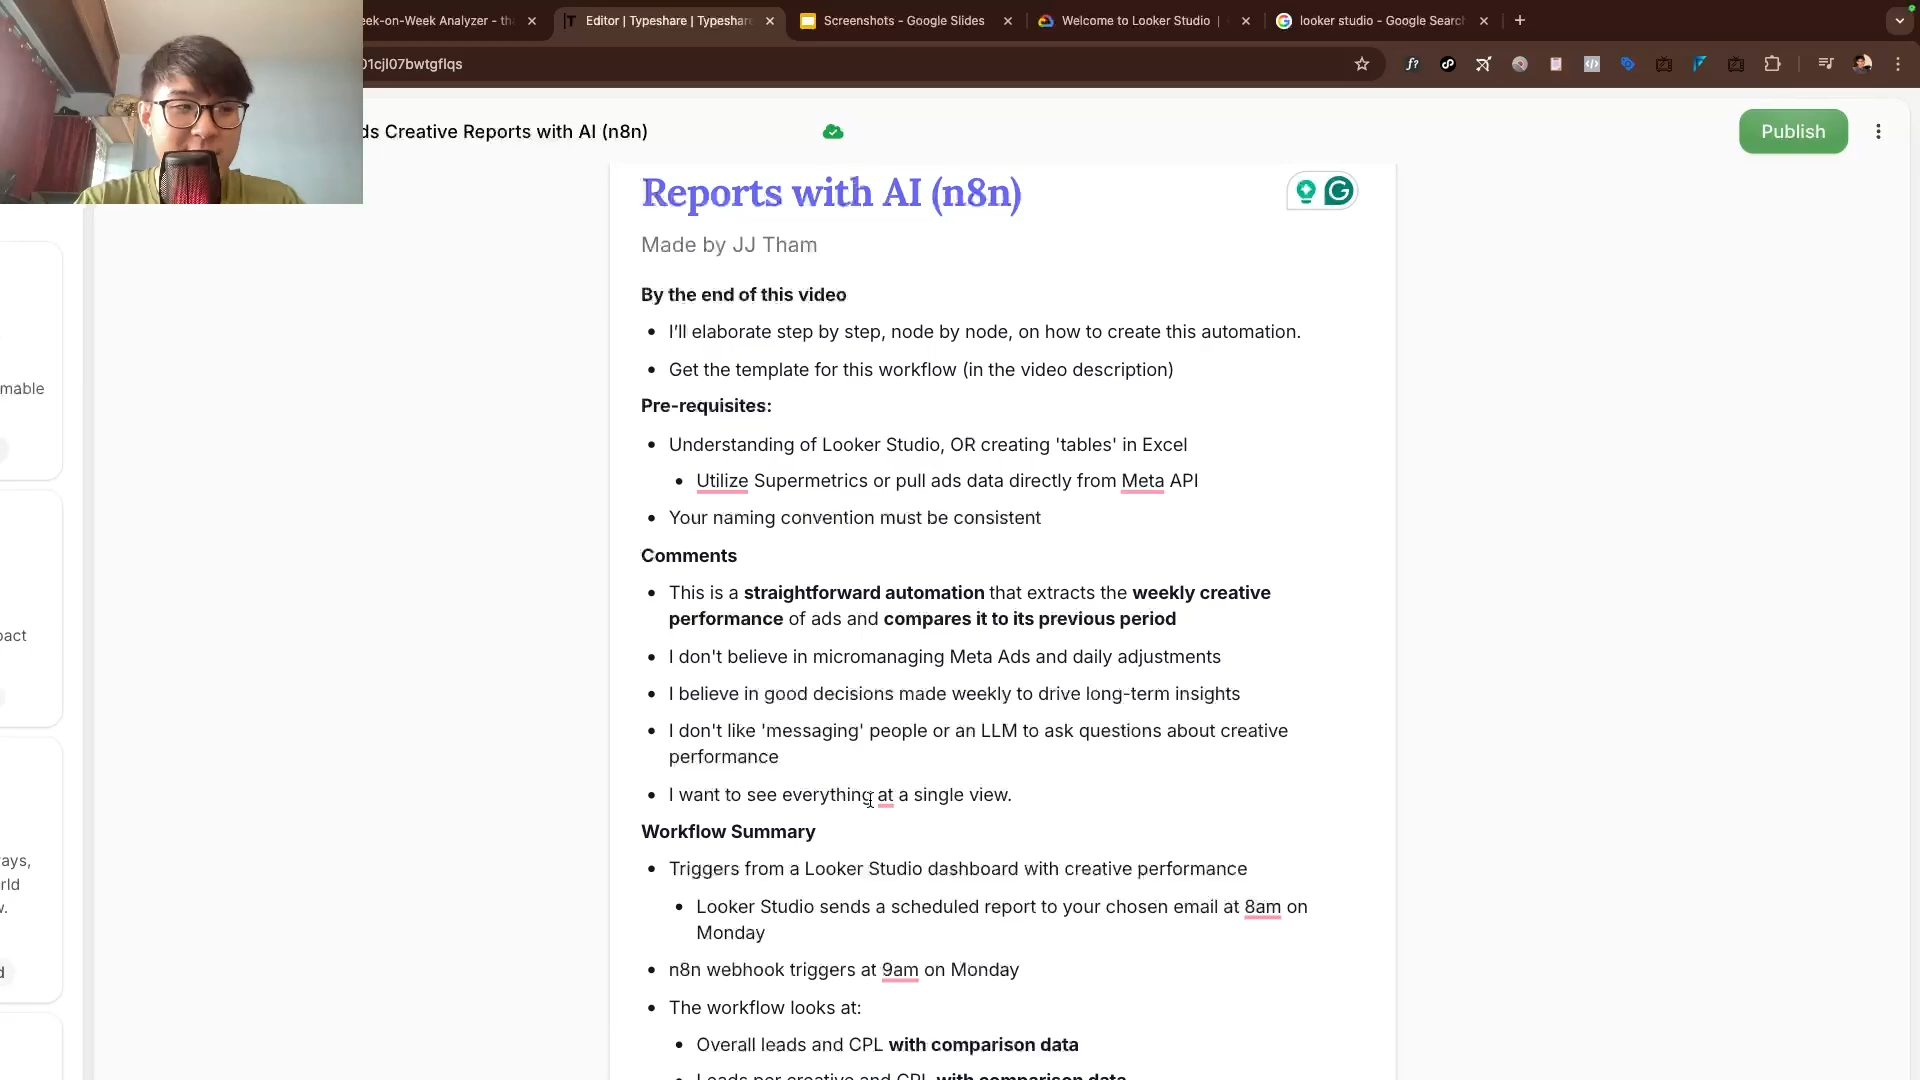 eek-on-Week Analyzer - th
Editor | Typeshare | Typeshare
Screenshots - Google Slides
Welcome to Looker Studio |
looker studio - Google Search
01cjl07bwtgflqs
ds Creative Reports with AI (n8n)
Publish
Reports with AI (n8n)
Made by JJ Tham
By the end of this video
I'll elaborate step by step, node by node, on how to create this automation.
Get the template for this workflow (in the video description)
Pre-requisites:
Understanding of Looker Studio, OR creating 'tables' in Excel
Utilize Supermetrics or pull ads data directly from Meta API
Your naming convention must be consistent
Comments
This is a straightforward automation that extracts the weekly creative
performance of ads and compares it to its previous period
I don't believe in micromanaging Meta Ads and daily adjustments
I believe in good decisions made weekly to drive long-term insights
I don't like 'messaging' people or an LLM to ask questions about creative
performance
I want to see everything at a single view.
Workflow Summary
Triggers from a Looker Studio dashboard with creative performance
Looker Studio sends a scheduled report to your chosen email at 8am on
Monday
n8n webhook triggers at 9am on Monday
The workflow looks at:
Overall leads and CPL with comparison data
Leads per creative and CPL with comparison data
mable
pact
ays,
rld
w.
d